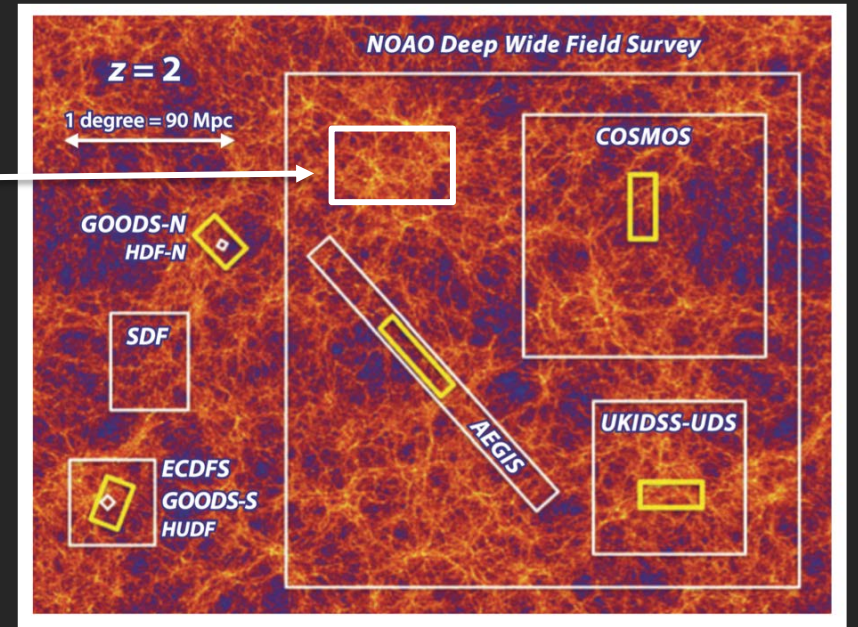 NOAO Deep Wide Field Survey
z = 2
1 degree = 90 Mpc
COSMOS
GOODS-N
HDF-N
SDF
AEGIS
UKIDSS-UDS
ECDFS
GOODS-S
HUDF